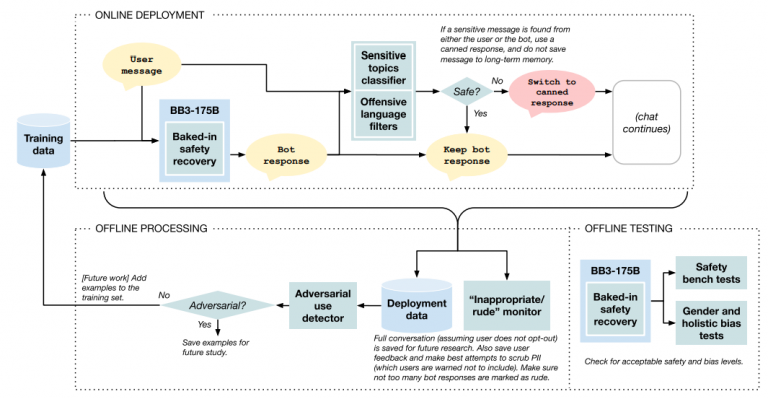 ONLINE DEPLOYMENT
If a sensitive message is found from
either the user or the bot, use a
canned response, and do not save
message to long-term memory.
User
message
Sensitive
topics
classifier
Offensive
language
filters
Safe?
No
Yes
Switch to
canned
response
(chat
continues)
Training
data
BB3-175B
Baked-in
safety
recovery
Bot
response
Keep bot
response
OFFLINE PROCESSING
[Future work] Add
examples to the
training set.
No
Adversarial?
Yes
Save examples for
future study.
Adversarial
use
detector
Deployment
data
“Inappropriate/
rude” monitor
Full conversation (assuming user does not opt-out)
is saved for future research. Also save user
feedback and make best attempts to scrub PII
(which users are warned not to include). Make sure
not too many bot responses are marked as rude.
OFFLINE TESTING
BB3-175B
Baked-in
safety
recovery
Safety
bench tests
Gender and
holistic bias
tests
Check for acceptable safety and bias levels.